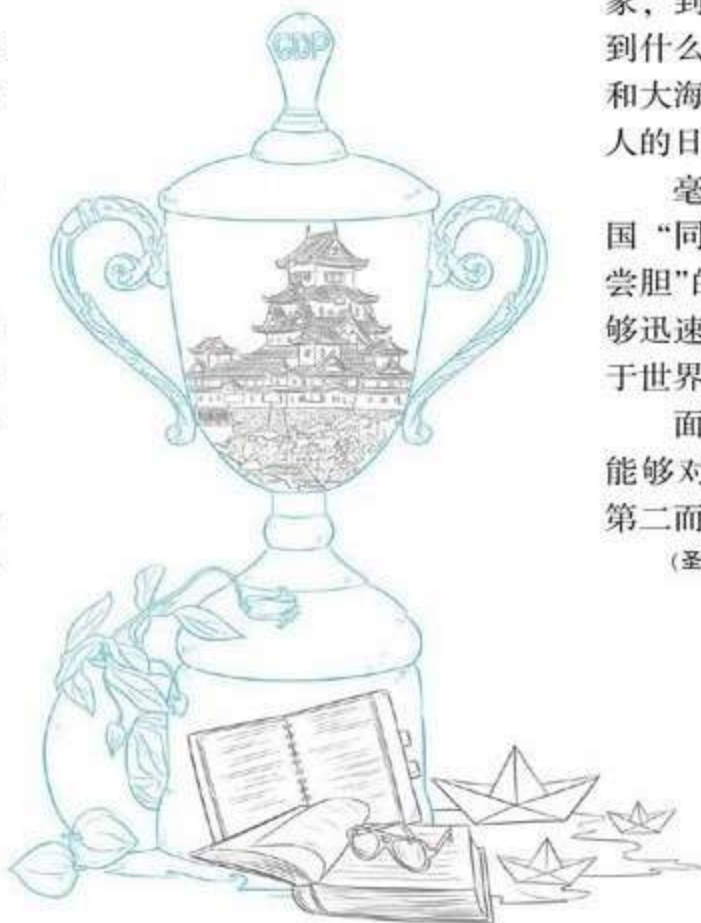 GDP
家，到
到什么
和大海
人的日
毫
国“同
尝胆”的
够迅速
于世界
面
能够对
第二而
（圣